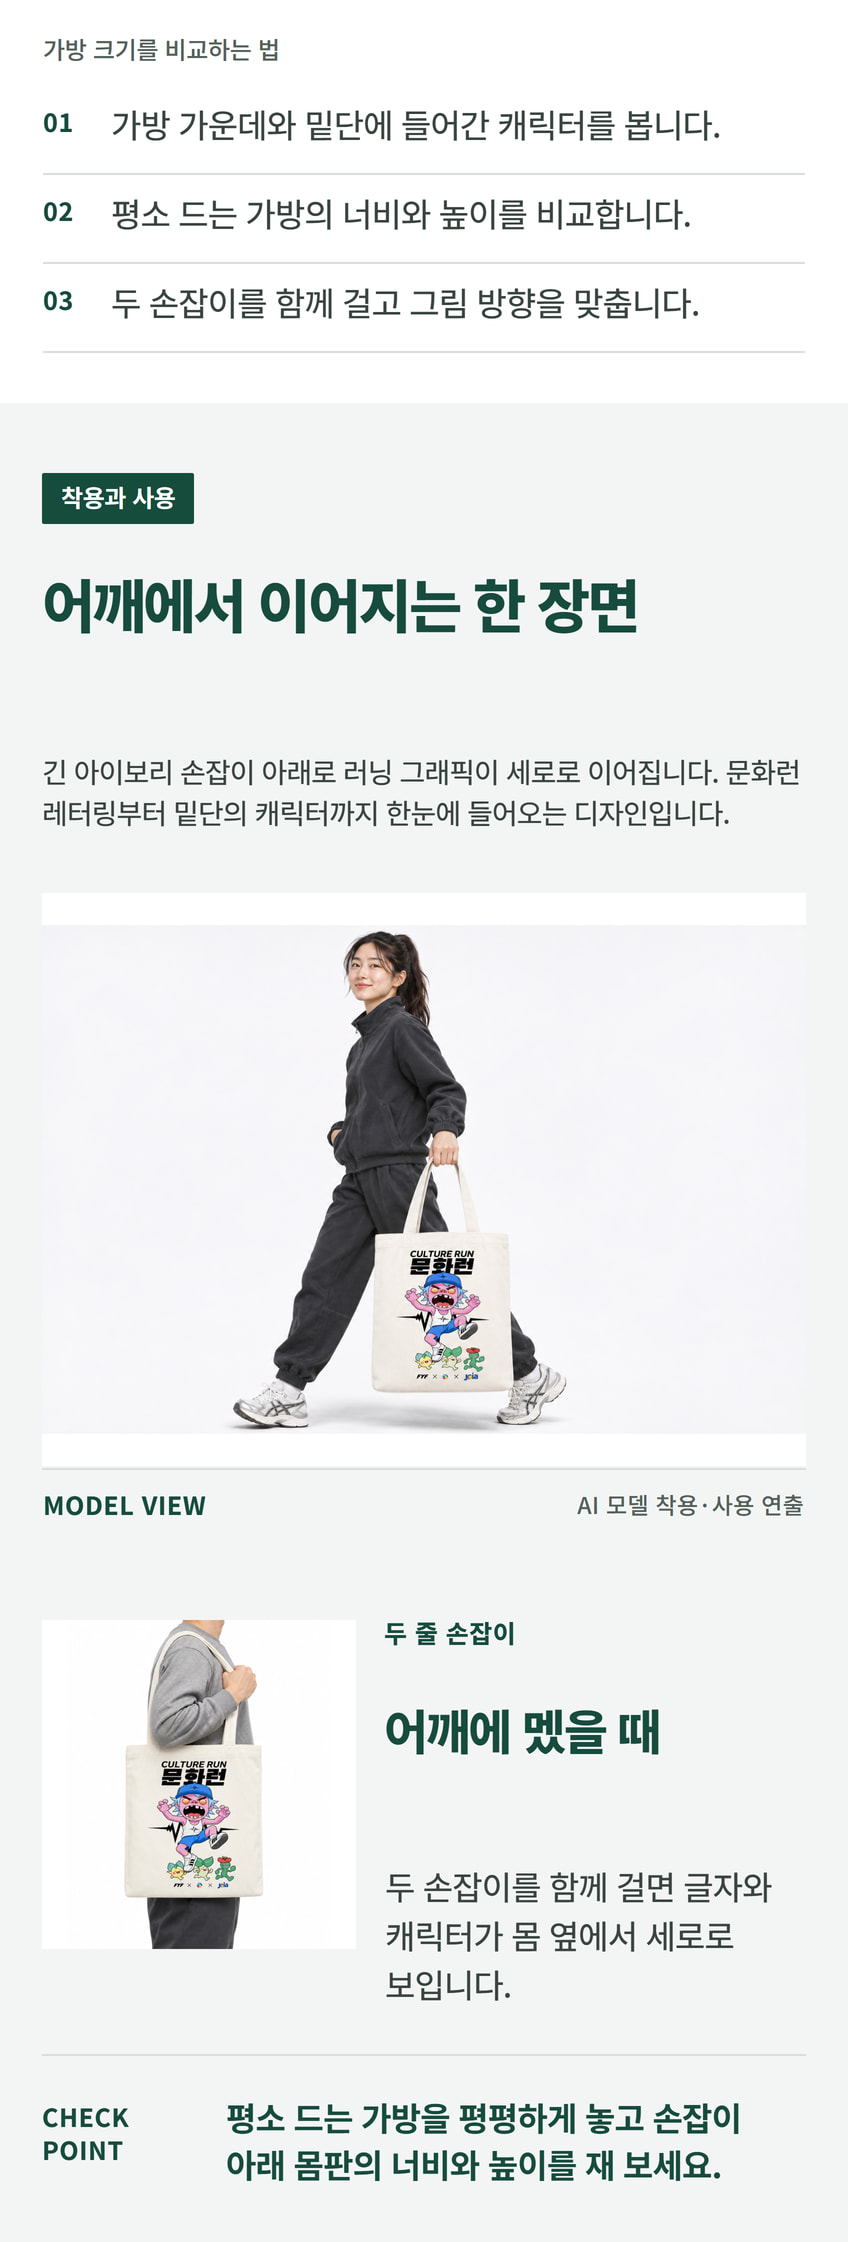 가방 크기를 비교하는 법
01 가방 가운데와 밑단에 들어간 캐릭터를 봅니다.
02 평소 드는 가방의 너비와 높이를 비교합니다.
03 두 손잡이를 함께 걸고 그림 방향을 맞춥니다.
착용과 사용
어깨에서 이어지는 한 장면
긴 아이보리 손잡이 아래로 러닝 그래픽이 세로로 이어집니다. 문화런
레터링부터 밑단의 캐릭터까지 한눈에 들어오는 디자인입니다.
CULTURE RUN
문화런
FYF × × jcia
MODEL VIEW
AI 모델 착용·사용 연출
두 줄 손잡이
어깨에 멨을 때
CULTURE RUN
문화런
FYF × × jcia
두 손잡이를 함께 걸면 글자와
캐릭터가 몸 옆에서 세로로
보입니다.
CHECK
POINT
평소 드는 가방을 평평하게 놓고 손잡이
아래 몸판의 너비와 높이를 재 보세요.